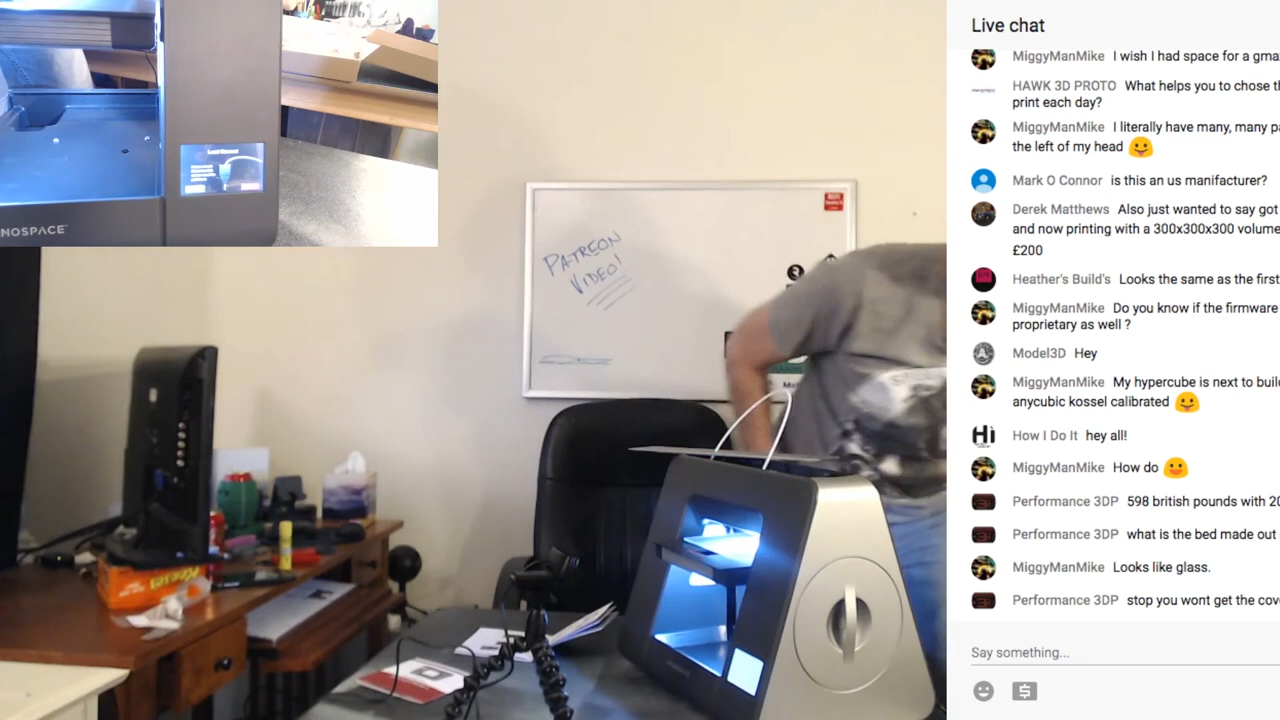 NOSPACE
PATREON
VIDEO!
Reese's
Live chat
MiggyManMike I wish I had space for a gma
HAWK 3D PROTO What helps you to chose th
print each day?
MiggyManMike I literally have many, many pa
the left of my head
Mark O Connor is this an us manifacturer?
Derek Matthews Also just wanted to say got
and now printing with a 300x300x300 volume
£200
Heather's Build's Looks the same as the first
MiggyManMike Do you know if the firmware
proprietary as well ?
Model3D Hey
MiggyManMike My hypercube is next to buil
anycubic kossel calibrated
Hi How I Do It hey all!
MiggyManMike How do
Performance 3DP 598 british pounds with 20
Performance 3DP what is the bed made out
MiggyManMike Looks like glass.
Performance 3DP stop you wont get the cov
Say something...